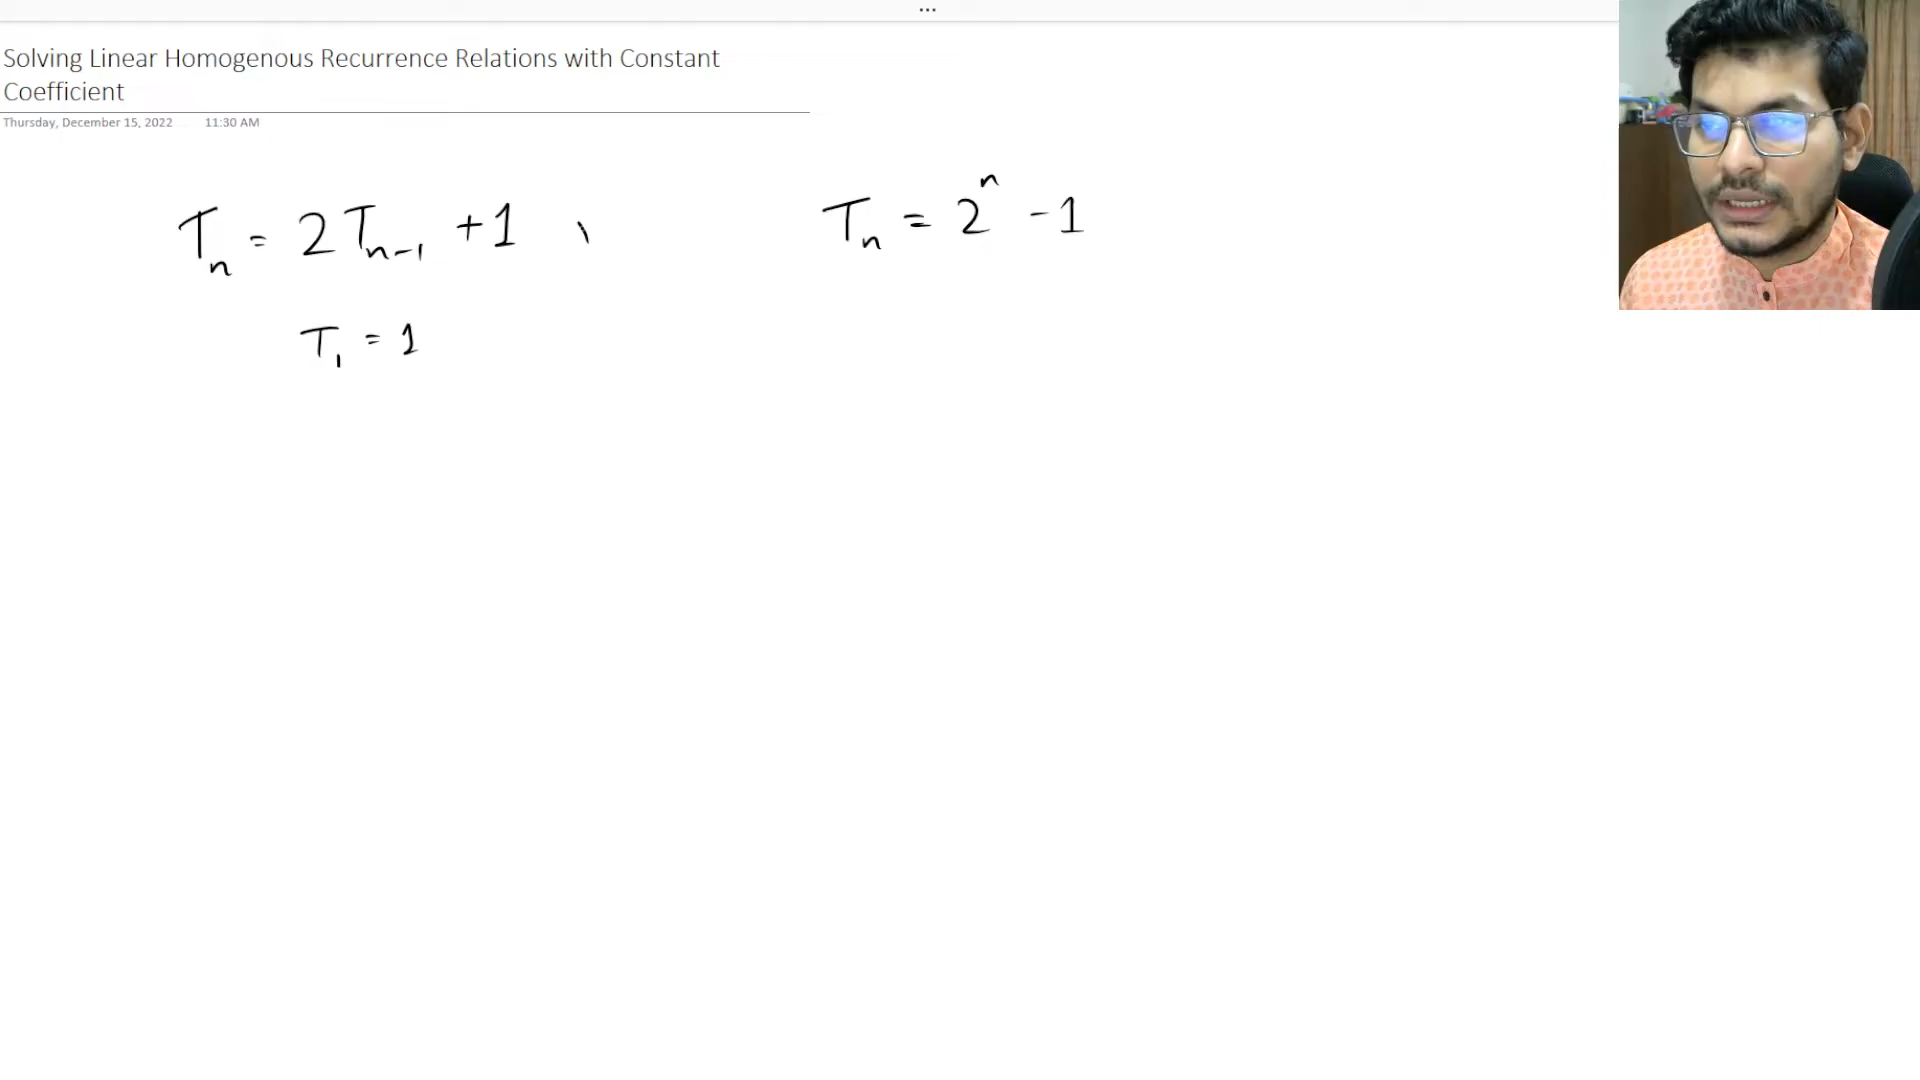 Solving Linear Homogenous Recurrence Relations with Constant
Coefficient
Thursday, December 15, 2022 11:30 AM
Tₙ = 2Tₙ₋₁ + 1 Tₙ = 2ⁿ - 1
T₁ = 1